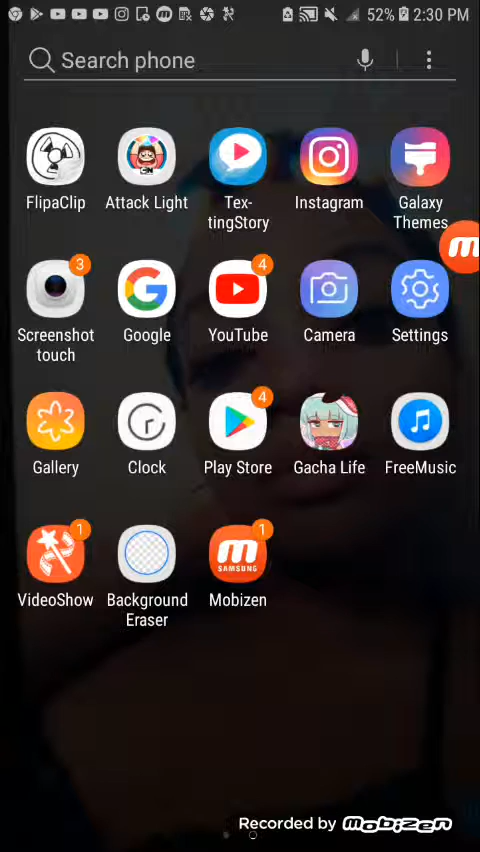 52% 2:30 PM
Search phone
FlipaClip Attack Light Tex- Instagram Galaxy
tingStory Themes
3 4
Screenshot Google YouTube Camera Settings
touch
4
Gallery Clock Play Store Gacha Life FreeMusic
1 1
SAMSUNG
VideoShow Background Mobizen
Eraser
Recorded by mobizen